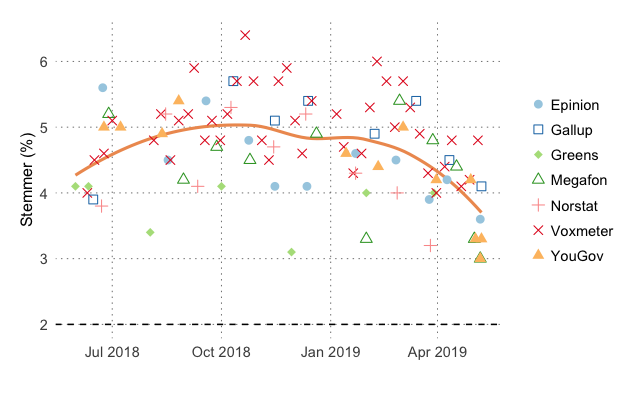 6
5
4
3
2
Stemmer (%)
Jul 2018
Oct 2018
Jan 2019
Apr 2019
Epinion
Gallup
Greens
Megafon
Norstat
Voxmeter
YouGov